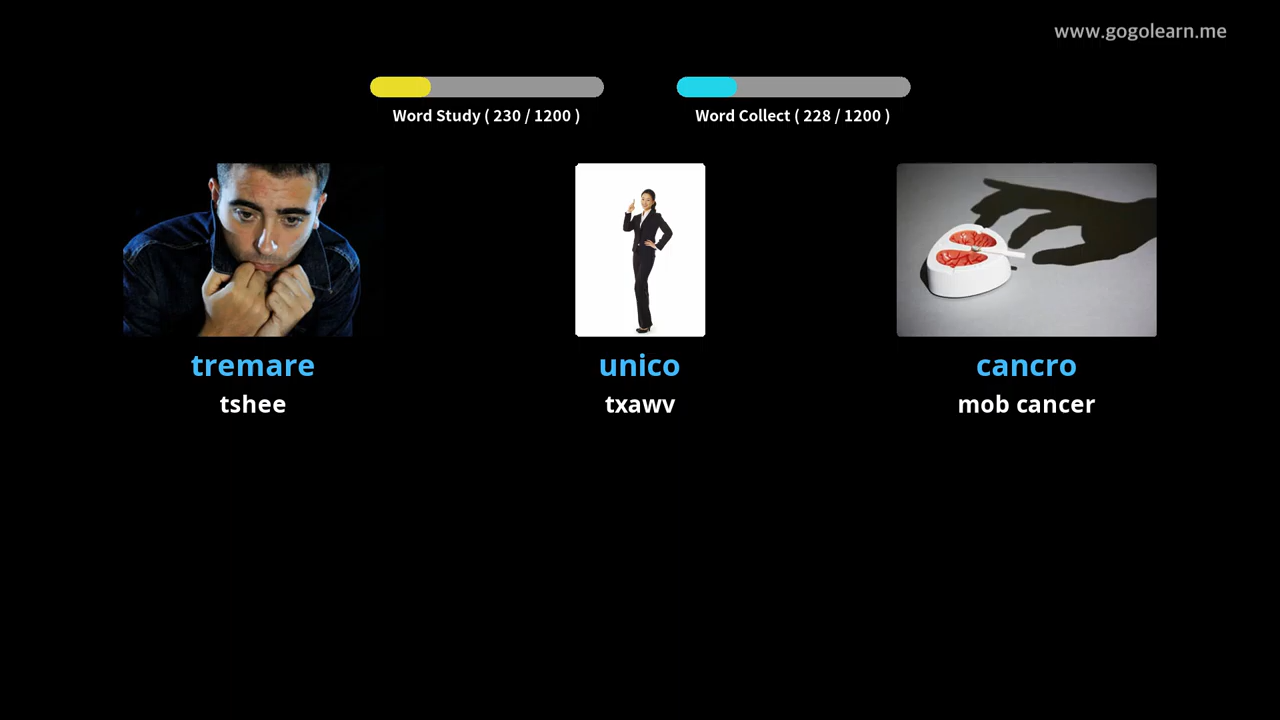 www.gogolearn.me
Word Study ( 230 / 1200 )
Word Collect ( 228 / 1200 )
tremare
unico
cancro
tshee
txawv
mob cancer